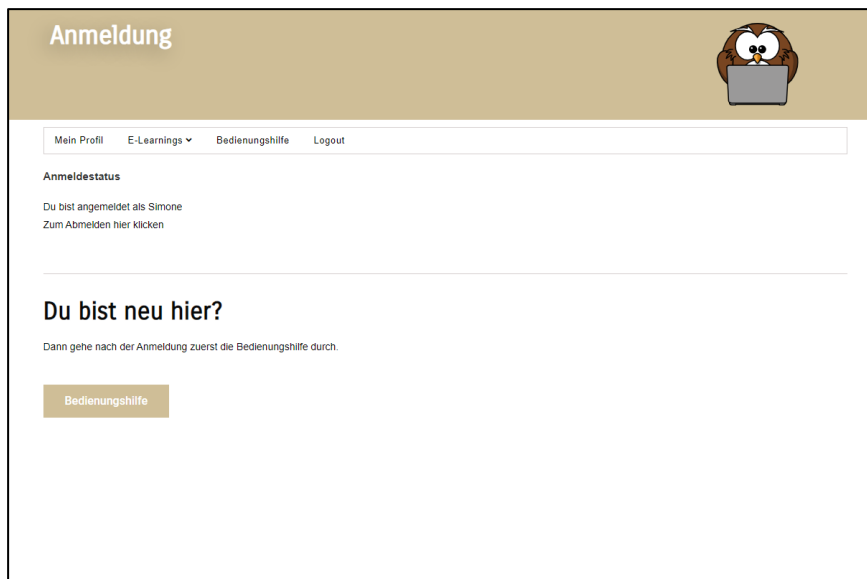 Anmeldung
Mein Profil E-Learnings Bedienungshilfe Logout
Anmeldestatus
Du bist angemeldet als Simone
Zum Abmelden hier klicken
Du bist neu hier?
Dann gehe nach der Anmeldung zuerst die Bedienungshilfe durch.
Bedienungshilfe